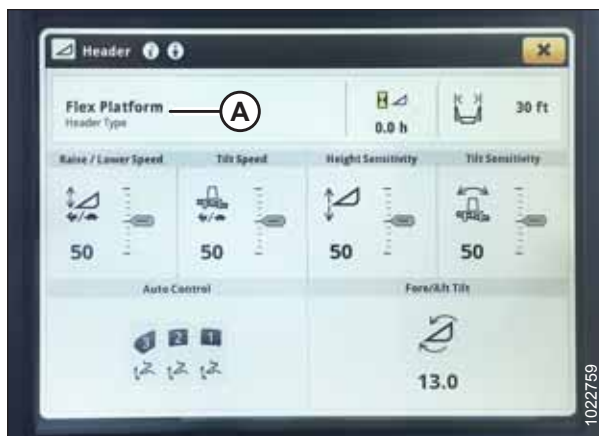 Header
Flex Platform
Header Type
A
0.0 h
30 ft
Raise / Lower Speed
Tilt Speed
Height Sensitivity
Tilt Sensitivity
50
50
50
50
Auto Control
Fore/Aft Tilt
3 2 1
13.0
1022759